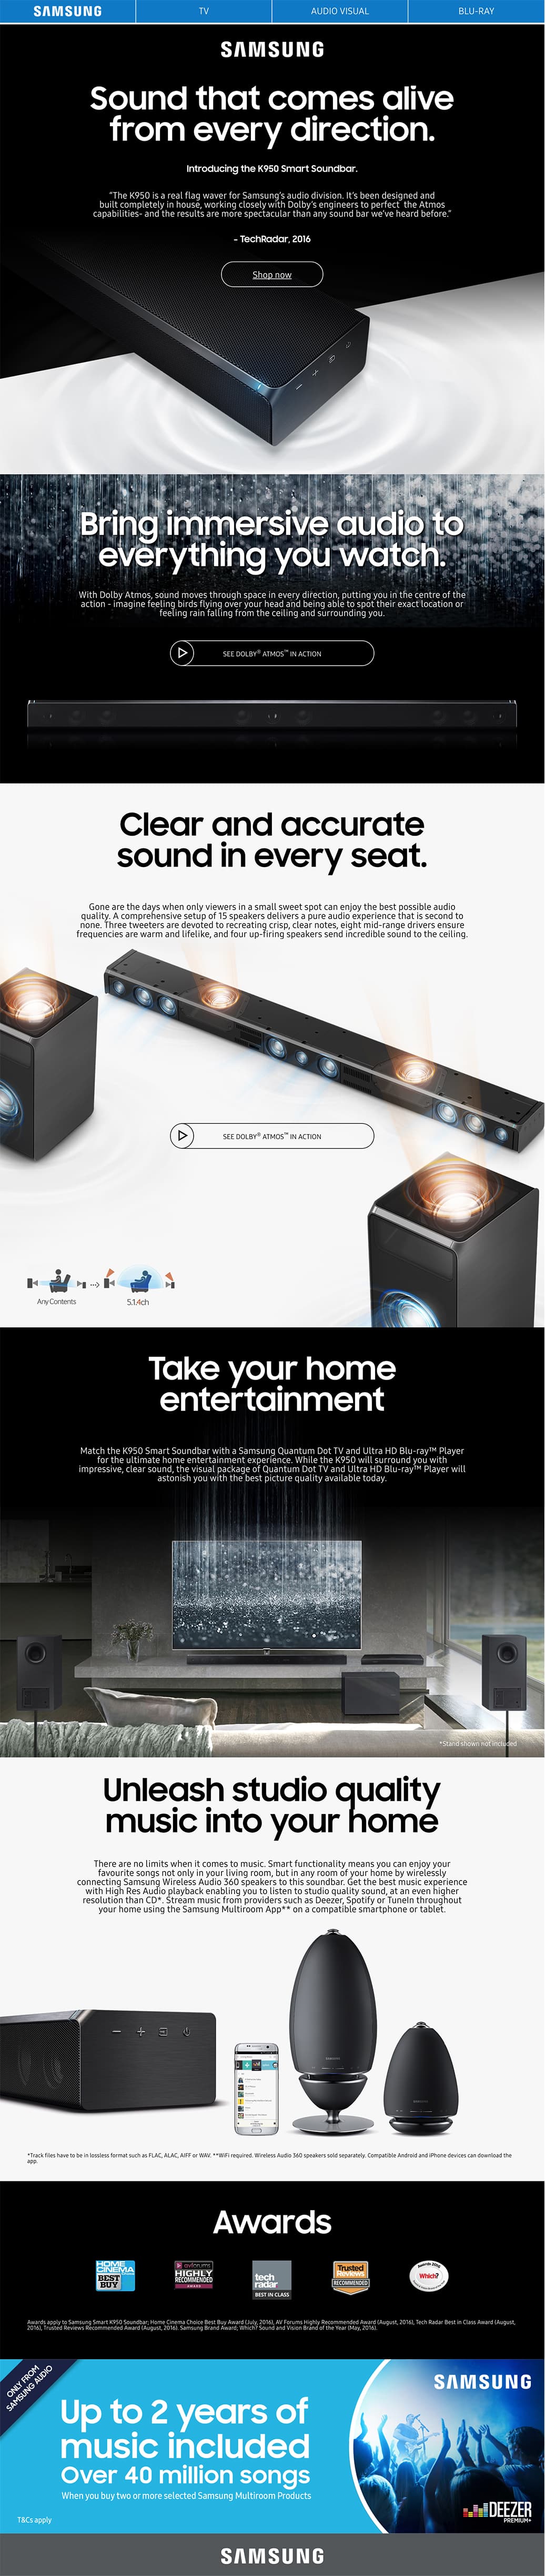 SAMSUNG
TV
AUDIO VISUAL
BLU-RAY
SAMSUNG
Sound that comes alive
from every direction.
Introducing the K950 Smart Soundbar.
"The K950 is a real flag waver for Samsung's audio division. It's been designed and
built completely in house, working closely with Dolby's engineers to perfect the Atmos
capabilities- and the results are more spectacular than any sound bar we've heard before."
- TechRadar, 2016
Shop now
Bring immersive audio to
everything you watch.
With Dolby Atmos, sound moves through space in every direction, putting you in the centre of the
action - imagine feeling birds flying over your head and being able to spot their exact location or
feeling rain falling from the ceiling and surrounding you.
SEE DOLBY® ATMOS™ IN ACTION
Clear and accurate
sound in every seat.
Gone are the days when only viewers in a small sweet spot can enjoy the best possible audio
quality. A comprehensive setup of 15 speakers delivers a pure audio experience that is second to
none. Three tweeters are devoted to recreating crisp, clear notes, eight mid-range drivers ensure
frequencies are warm and lifelike, and four up-firing speakers send incredible sound to the ceiling.
SEE DOLBY® ATMOS™ IN ACTION
Any Contents
5.1.4ch
Take your home
entertainment
Match the K950 Smart Soundbar with a Samsung Quantum Dot TV and Ultra HD Blu-ray™ Player
for the ultimate home entertainment experience. While the K950 will surround you with
impressive, clear sound, the visual package of Quantum Dot TV and Ultra HD Blu-ray™ Player will
astonish you with the best picture quality available today.
*Stand shown not included
Unleash studio quality
music into your home
There are no limits when it comes to music. Smart functionality means you can enjoy your
favourite songs not only in your living room, but in any room of your home by wirelessly
connecting Samsung Wireless Audio 360 speakers to this soundbar. Get the best music experience
with High Res Audio playback enabling you to listen to studio quality sound, at an even higher
resolution than CD*. Stream music from providers such as Deezer, Spotify or TuneIn throughout
your home using the Samsung Multiroom App** on a compatible smartphone or tablet.
*Track files have to be in lossless format such as FLAC, ALAC, AIFF or WAV. **WiFi required. Wireless Audio 360 speakers sold separately. Compatible Android and iPhone devices can download the
app.
Awards
HOME
CINEMA
BEST
BUY
avforums
HIGHLY
RECOMMENDED
AWARD
tech
radar
BEST IN CLASS
Trusted
Reviews
RECOMMENDED
Awards 2016
Which?
Awards apply to Samsung Smart K950 Soundbar; Home Cinema Choice Best Buy Award (July, 2016), AV Forums Highly Recommended Award (August, 2016), Tech Radar Best in Class Award (August,
2016), Trusted Reviews Recommended Award (August, 2016). Samsung Brand Award; Which? Sound and Vision Brand of the Year (May, 2016).
ONLY FROM
SAMSUNG AUDIO
SAMSUNG
Up to 2 years of
music included
Over 40 million songs
When you buy two or more selected Samsung Multiroom Products
T&Cs apply
DEEZER
PREMIUM+
SAMSUNG